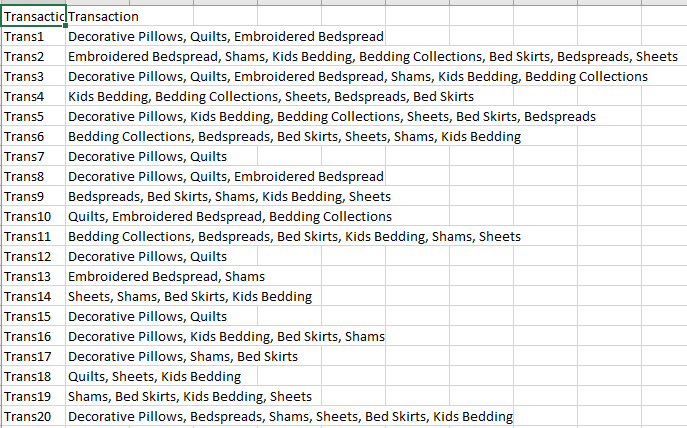 Transactic Transaction
Trans1 Decorative Pillows, Quilts, Embroidered Bedspread
Trans2 Embroidered Bedspread, Shams, Kids Bedding, Bedding Collections, Bed Skirts, Bedspreads, Sheets
Trans3 Decorative Pillows, Quilts, Embroidered Bedspread, Shams, Kids Bedding, Bedding Collections
Trans4 Kids Bedding, Bedding Collections, Sheets, Bedspreads, Bed Skirts
Trans5 Decorative Pillows, Kids Bedding, Bedding Collections, Sheets, Bed Skirts, Bedspreads
Trans6 Bedding Collections, Bedspreads, Bed Skirts, Sheets, Shams, Kids Bedding
Trans7 Decorative Pillows, Quilts
Trans8 Decorative Pillows, Quilts, Embroidered Bedspread
Trans9 Bedspreads, Bed Skirts, Shams, Kids Bedding, Sheets
Trans10 Quilts, Embroidered Bedspread, Bedding Collections
Trans11 Bedding Collections, Bedspreads, Bed Skirts, Kids Bedding, Shams, Sheets
Trans12 Decorative Pillows, Quilts
Trans13 Embroidered Bedspread, Shams
Trans14 Sheets, Shams, Bed Skirts, Kids Bedding
Trans15 Decorative Pillows, Quilts
Trans16 Decorative Pillows, Kids Bedding, Bed Skirts, Shams
Trans17 Decorative Pillows, Shams, Bed Skirts
Trans18 Quilts, Sheets, Kids Bedding
Trans19 Shams, Bed Skirts, Kids Bedding, Sheets
Trans20 Decorative Pillows, Bedspreads, Shams, Sheets, Bed Skirts, Kids Bedding